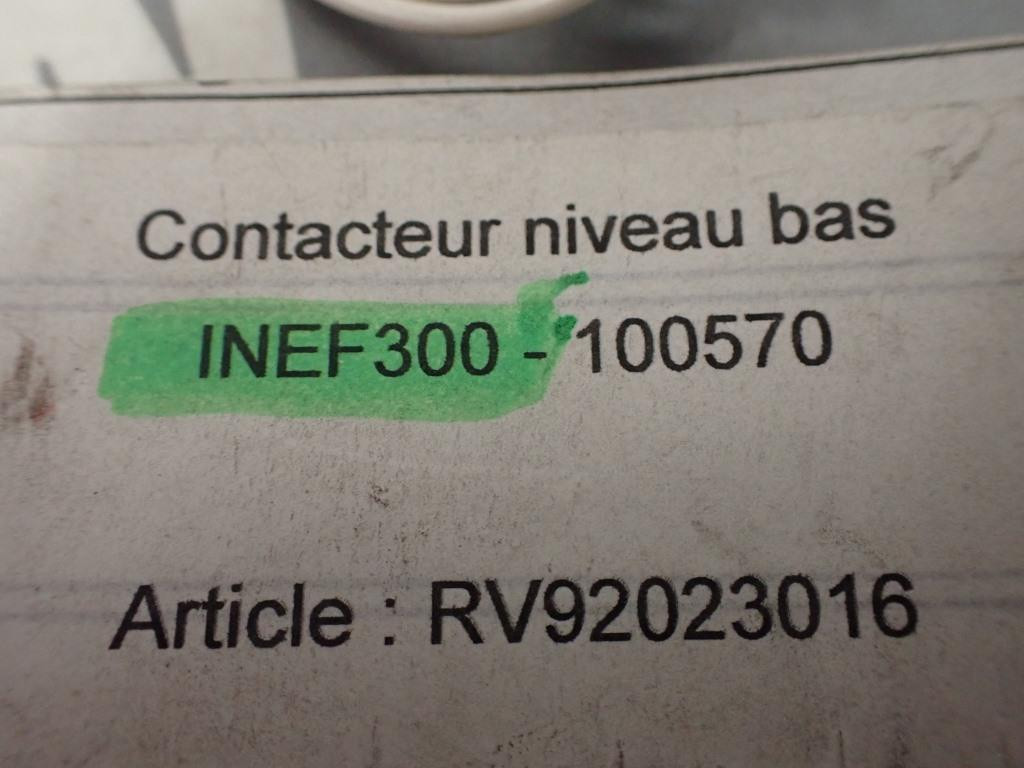 Contacteur niveau bas
INEF300 - 100570
Article : RV92023016